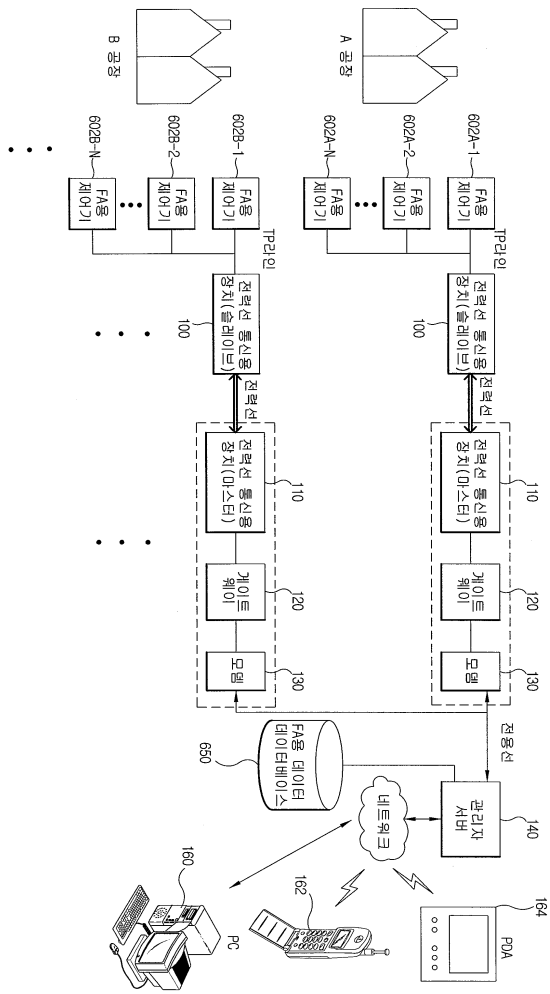 A 공장
602A-1
FA용
제어기
602A-2
FA용
제어기
602A-N
FA용
제어기
TP라인
전력선 통신용
장치(슬레이브)
100
전력선
전력선 통신용
장치(마스터)
110
게이트
웨이
120
모뎀
130
전용선
관리자
서버
140
B 공장
602B-1
FA용
제어기
602B-2
FA용
제어기
602B-N
FA용
제어기
TP라인
전력선 통신용
장치(슬레이브)
100
전력선
전력선 통신용
장치(마스터)
110
게이트
웨이
120
모뎀
130
FA용 데이터
데이터베이스
650
네트워크
164
PDA
162
160
PC